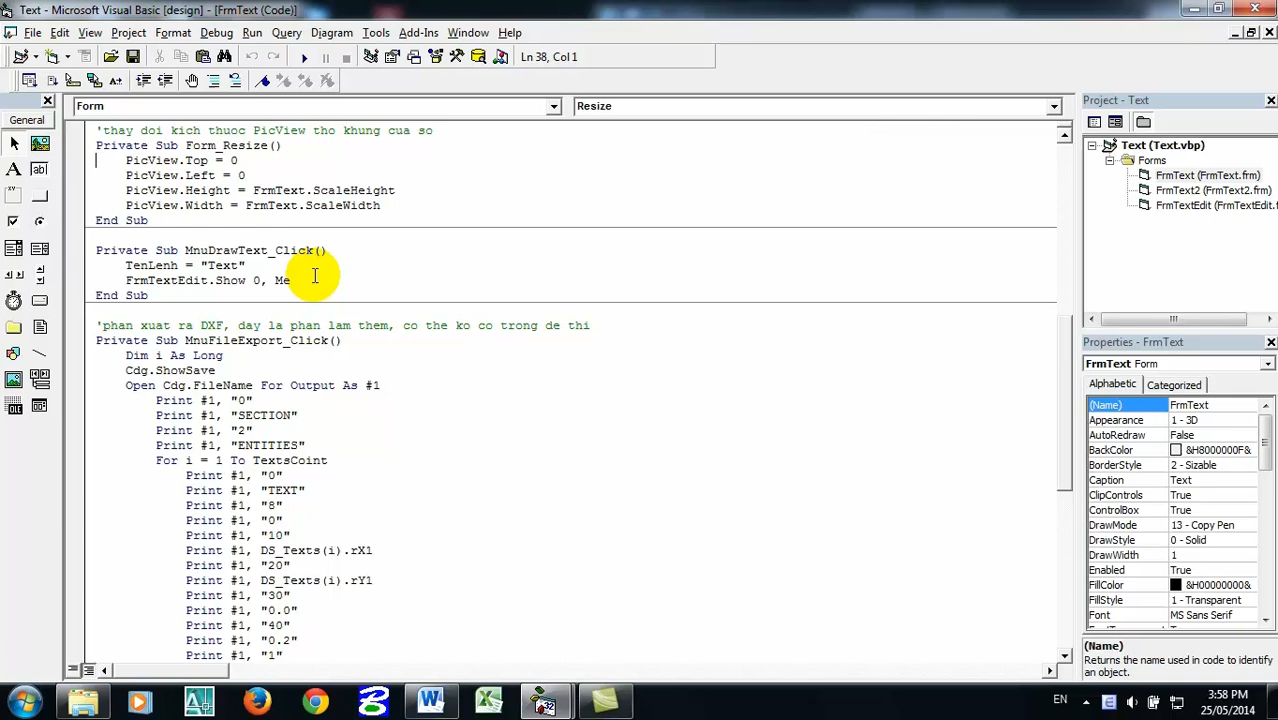 Text - Microsoft Visual Basic [design] - [FrmText (Code)]
File Edit View Project Format Debug Run Query Diagram Tools Add-Ins Window Help
Ln 38, Col 1
General
Form
Resize
'thay doi kich thuoc PicView tho khung cua so
Private Sub Form_Resize()
PicView.Top = 0
PicView.Left = 0
PicView.Height = FrmText.ScaleHeight
PicView.Width = FrmText.ScaleWidth
End Sub
Private Sub MnuDrawText_Click()
TenLenh = "Text"
FrmTextEdit.Show 0, Me
End Sub
'phan xuat ra DXF, day la phan lam them, co the ko co trong de thi
Private Sub MnuFileExport_Click()
Dim i As Long
Cdg.ShowSave
Open Cdg.FileName For Output As #1
Print #1, "0"
Print #1, "SECTION"
Print #1, "2"
Print #1, "ENTITIES"
For i = 1 To TextsCoint
Print #1, "0"
Print #1, "TEXT"
Print #1, "8"
Print #1, "0"
Print #1, "10"
Print #1, DS_Texts(i).rX1
Print #1, "20"
Print #1, DS_Texts(i).rY1
Print #1, "30"
Print #1, "0.0"
Print #1, "40"
Print #1, "0.2"
Print #1, "1"
Project - Text
Text (Text.vbp)
Forms
FrmText (FrmText.frm)
FrmText2 (FrmText2.frm)
FrmTextEdit (FrmTextEdit.f
Properties - FrmText
FrmText Form
Alphabetic Categorized
(Name) FrmText
Appearance 1 - 3D
AutoRedraw False
BackColor &H8000000F&
BorderStyle 2 - Sizable
Caption Text
ClipControls True
ControlBox True
DrawMode 13 - Copy Pen
DrawStyle 0 - Solid
DrawWidth 1
Enabled True
FillColor &H00000000&
FillStyle 1 - Transparent
Font MS Sans Serif
(Name)
Returns the name used in code to identify
an object.
EN
3:58 PM
25/05/2014